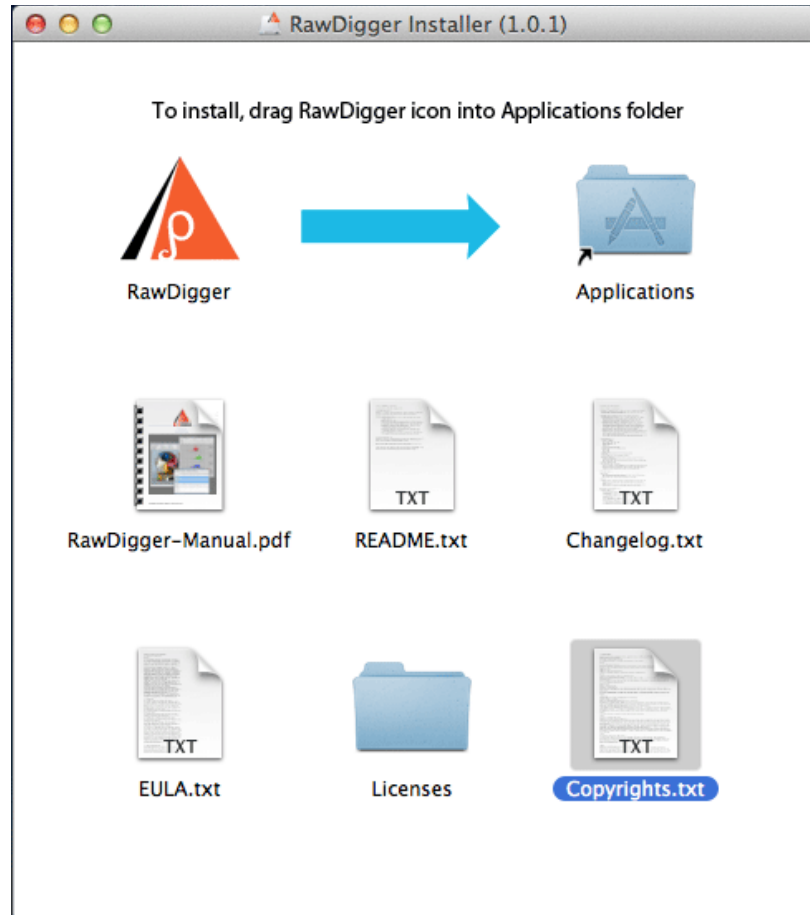 RawDigger Installer (1.0.1)
To install, drag RawDigger icon into Applications folder
RawDigger
Applications
RawDigger-Manual.pdf
TXT
README.txt
TXT
Changelog.txt
TXT
EULA.txt
Licenses
TXT
Copyrights.txt